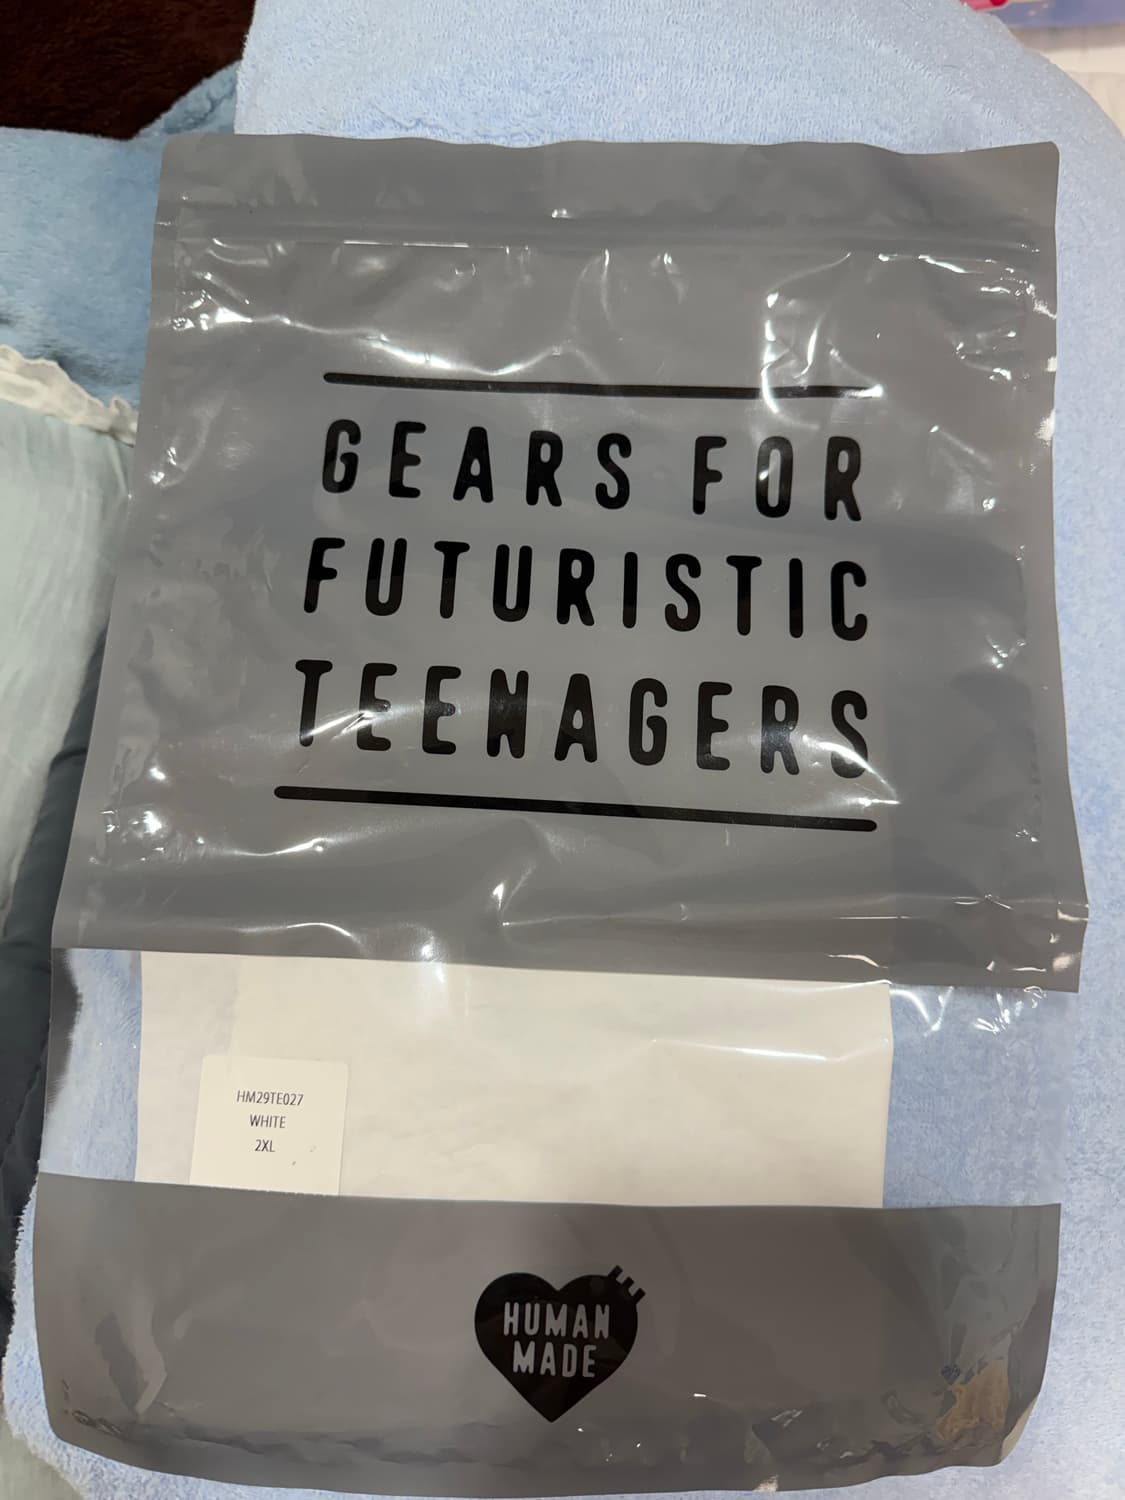 GEARS FOR
FUTURISTIC
TEENAGERS
HM29TE027
WHITE
2XL
HUMAN
MADE